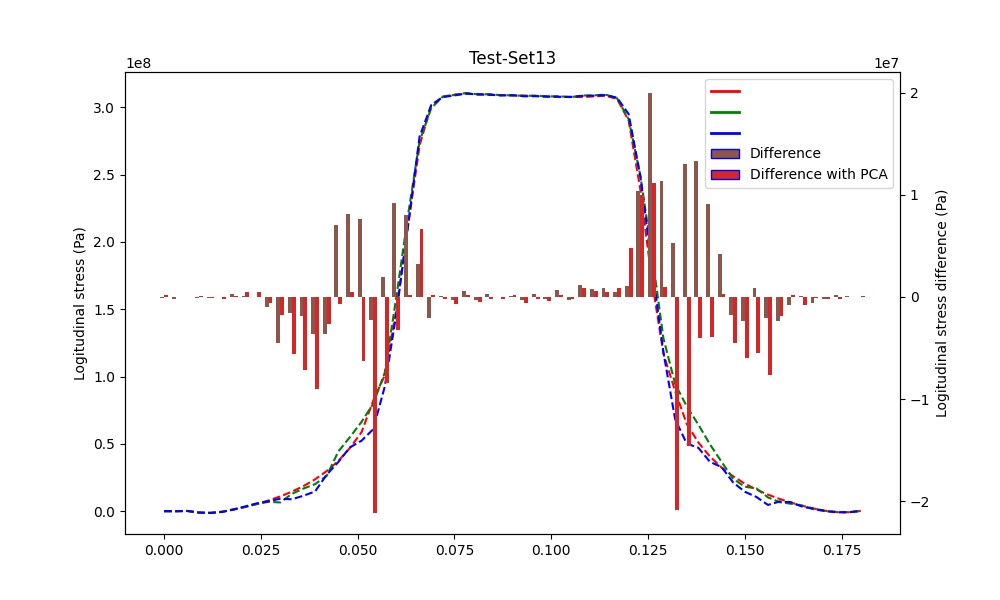 Test-Set13
1e8
1e7
Difference
Difference with PCA
3.0
2.5
2.0
1.5
1.0
0.5
0.0
Logitudinal stress (Pa)
2
1
0
−1
−2
Logitudinal stress difference (Pa)
0.000
0.025
0.050
0.075
0.100
0.125
0.150
0.175